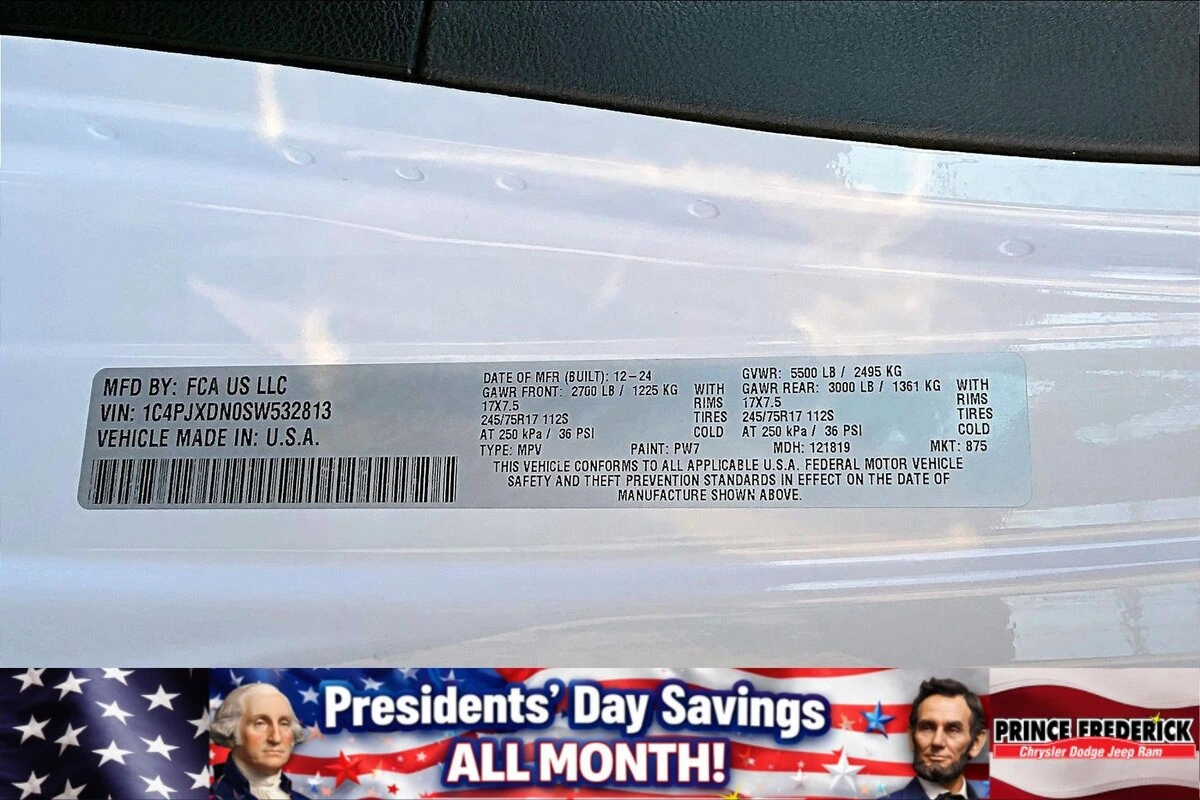 MFD BY: FCA US LLC
VIN: 1C4PJXDN0SW532813
VEHICLE MADE IN: U.S.A.
DATE OF MFR (BUILT): 12-24
GAWR FRONT: 2700 LB / 1225 KG WITH
17X7.5 RIMS
245/75R17 112S TIRES
AT 250 kPa / 36 PSI COLD
GVWR: 5500 LB / 2495 KG
GAWR REAR: 3000 LB / 1361 KG WITH
17X7.5 RIMS
245/75R17 112S TIRES
AT 250 kPa / 36 PSI COLD
TYPE: MPV PAINT: PW7 MDH: 121819 MKT: 875
THIS VEHICLE CONFORMS TO ALL APPLICABLE U.S.A. FEDERAL MOTOR VEHICLE
SAFETY AND THEFT PREVENTION STANDARDS IN EFFECT ON THE DATE OF
MANUFACTURE SHOWN ABOVE.
Presidents' Day Savings
ALL MONTH!
PRINCE FREDERICK
Chrysler Dodge Jeep Ram